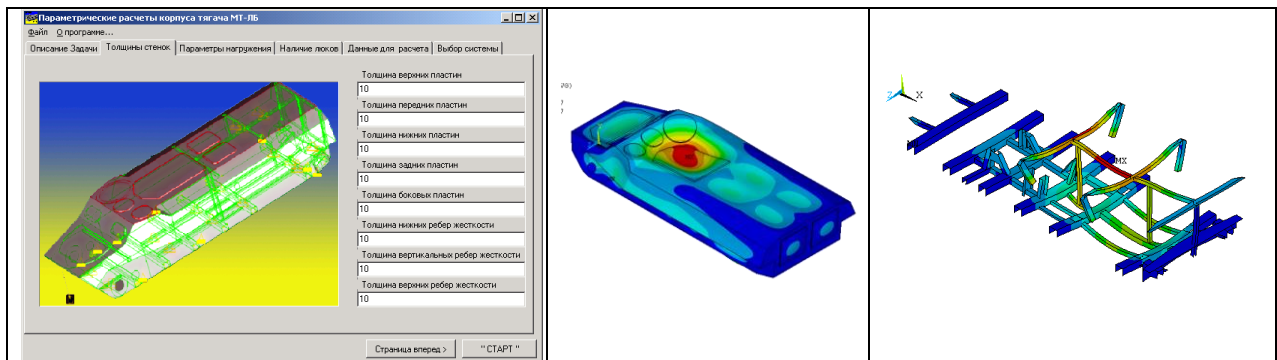 Параметрические расчеты корпуса тягача МТ-ЛБ
Файл О программе...
Описание Задачи Толщины стенок Параметры нагружения Наличие люков Данные для расчета Выбор системы
Толщина верхних пластин
10
Толщина передних пластин
10
Толщина нижних пластин
10
Толщина задних пластин
10
Толщина боковых пластин
10
Толщина нижних ребер жесткости
10
Толщина вертикальных ребер жесткости
10
Толщина верхних ребер жесткости
10
Страница вперед >
"СТАРТ"
Z X
MX